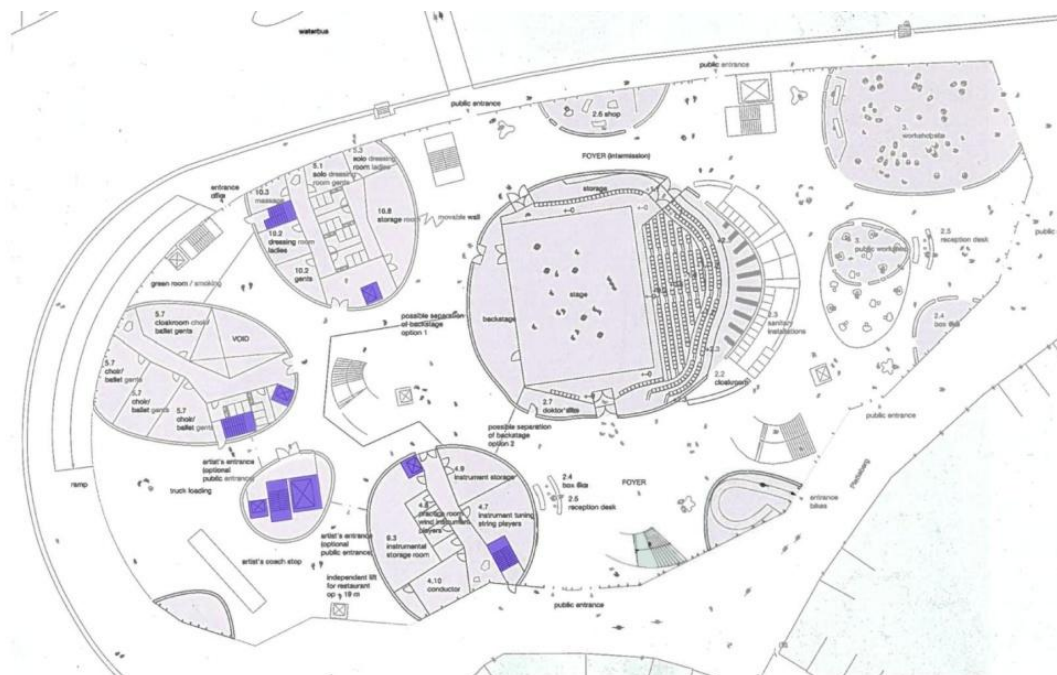 waterbus
public entrance
public entrance
2.6 shop
3.
workshops
FOYER (intermission)
5.3
solo dressing
room ladies
5.1
solo dressing
room gents
10.3
massage
entrance
office
storage
10.8
storage room
movable wall
10.2
dressing room
ladies
10.2
gents
green room / smoking
2.5
reception desk
public
3.
public workshops
stage
backstage
possible separation
of backstage
option 1
2.3
sanitary
installations
2.4
box office
5.7
cloakroom choir/
ballet gents
VOID
5.7
choir/
ballet gents
5.7
choir/
ballet gents
5.7
choir/
ballet gents
2.2
cloakroom
2.7 doktor's office
public entrance
possible separation
of backstage
option 2
artist's entrance
(optional
public entrance)
ramp
truck loading
4.9
instrument storage
2.4
box office
2.5
reception desk
FOYER
practice room
wind instrument
players
4.7
instrument tuning
string players
entrance
bikes
artist's entrance
(optional
public entrance)
instrumental
storage room
artist's coach stop
independent lift
for restaurant
op + 19 m
4.10
conductor
public entrance